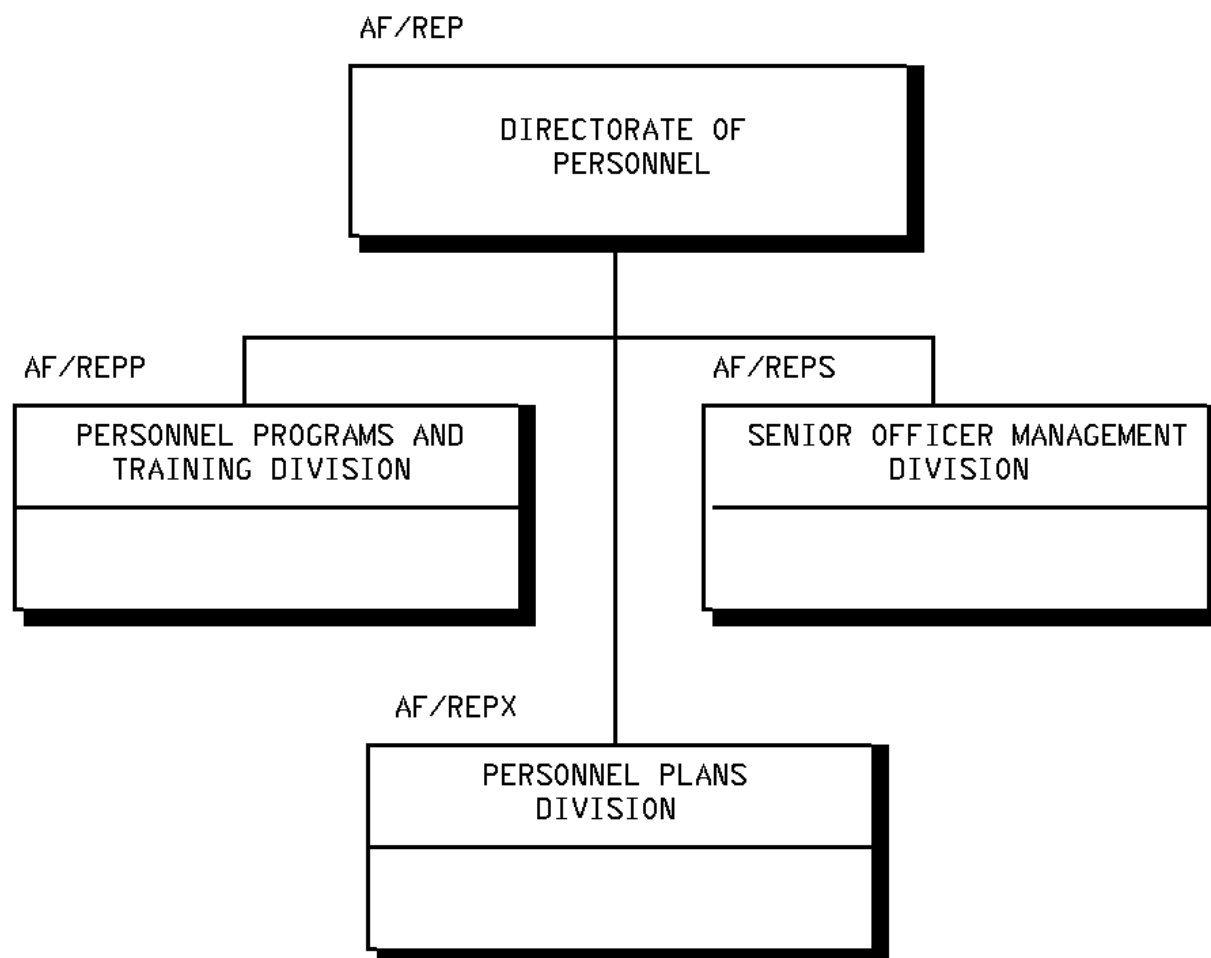 AF/REP
DIRECTORATE OF
PERSONNEL
AF/REPP
PERSONNEL PROGRAMS AND
TRAINING DIVISION
AF/REPS
SENIOR OFFICER MANAGEMENT
DIVISION
AF/REPX
PERSONNEL PLANS
DIVISION